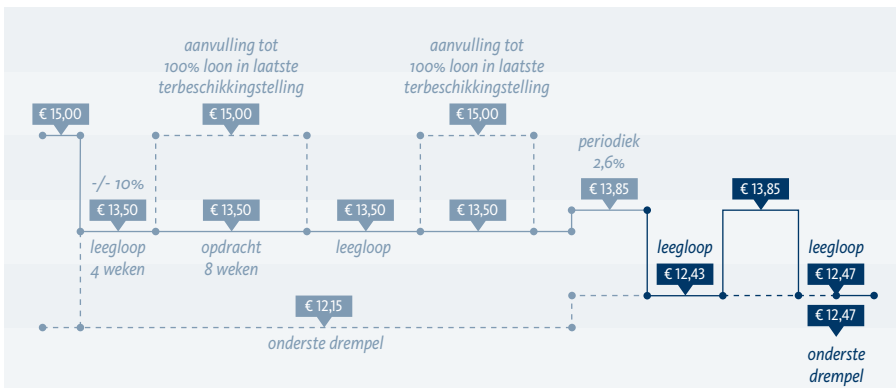 aanvulling tot
100% loon in laatste
terbeschikkingstelling
aanvulling tot
100% loon in laatste
terbeschikkingstelling
€ 15,00
€ 15,00
€ 15,00
periodiek
2,6%
-/- 10%
€ 13,85
€ 13,85
€ 13,50
€ 13,50
€ 13,50
€ 13,50
leegloop
4 weken
opdracht
8 weken
leegloop
leegloop
leegloop
€ 12,43
€ 12,47
€ 12,15
€ 12,47
onderste drempel
onderste
drempel